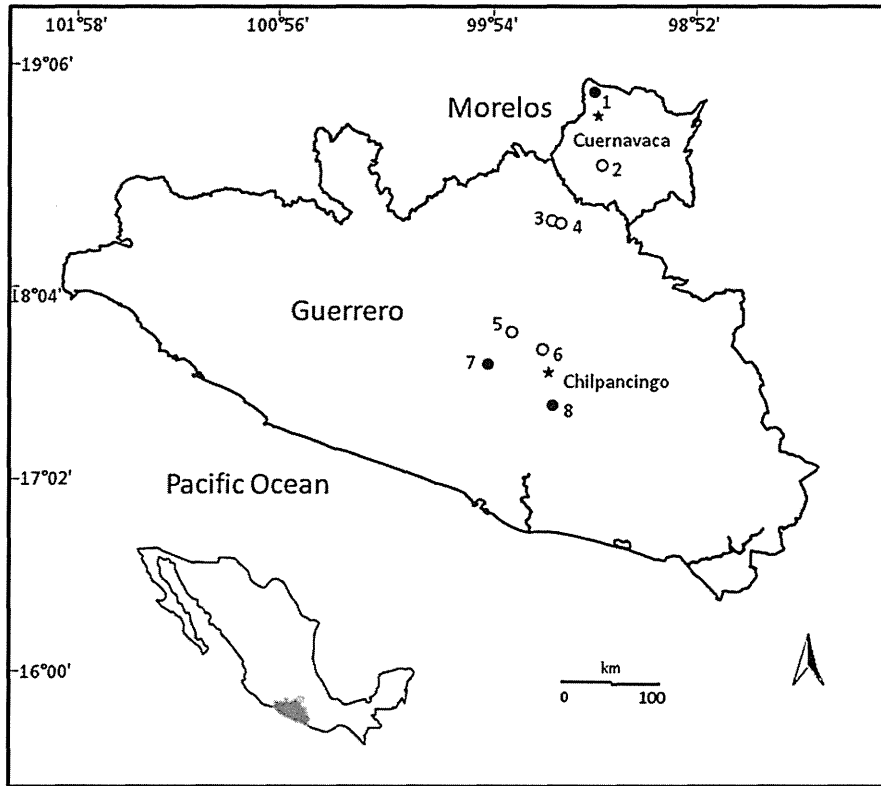 101°58' 100°56' 99°54' 98°52'
19°06'
Morelos
1
Cuernavaca
2
3 4
18°04'
Guerrero
5
6
7
Chilpancingo
8
17°02'
Pacific Ocean
16°00'
km
0 100